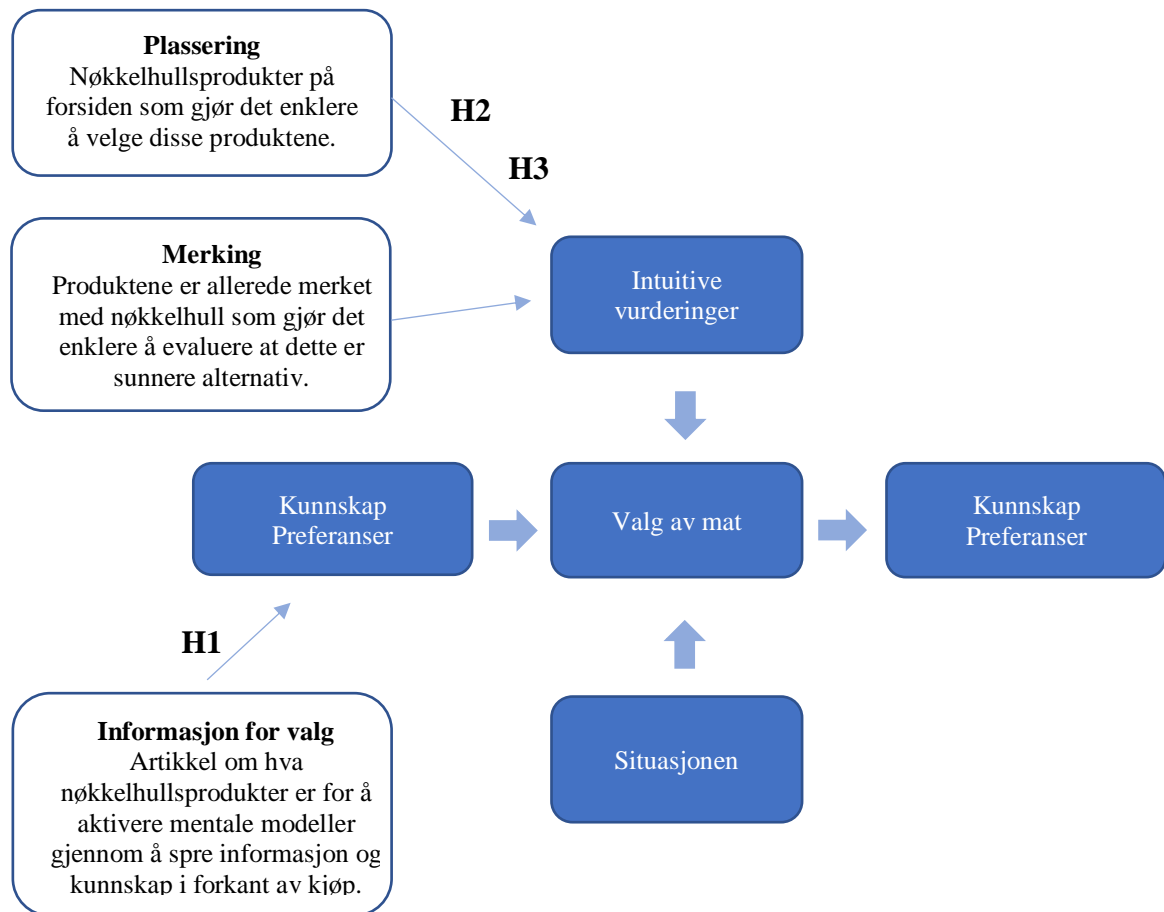 Plassering
Nøkkelhullsprodukter på
forsiden som gjør det enklere
å velge disse produktene.
H2
H3
Merking
Produktene er allerede merket
med nøkkelhull som gjør det
enklere å evaluere at dette er
sunnere alternativ.
Intuitive
vurderinger
Kunnskap
Preferanser
Valg av mat
Kunnskap
Preferanser
H1
Informasjon for valg
Artikkel om hva
nøkkelhullsprodukter er for å
aktivere mentale modeller
gjennom å spre informasjon og
kunnskap i forkant av kjøp.
Situasjonen